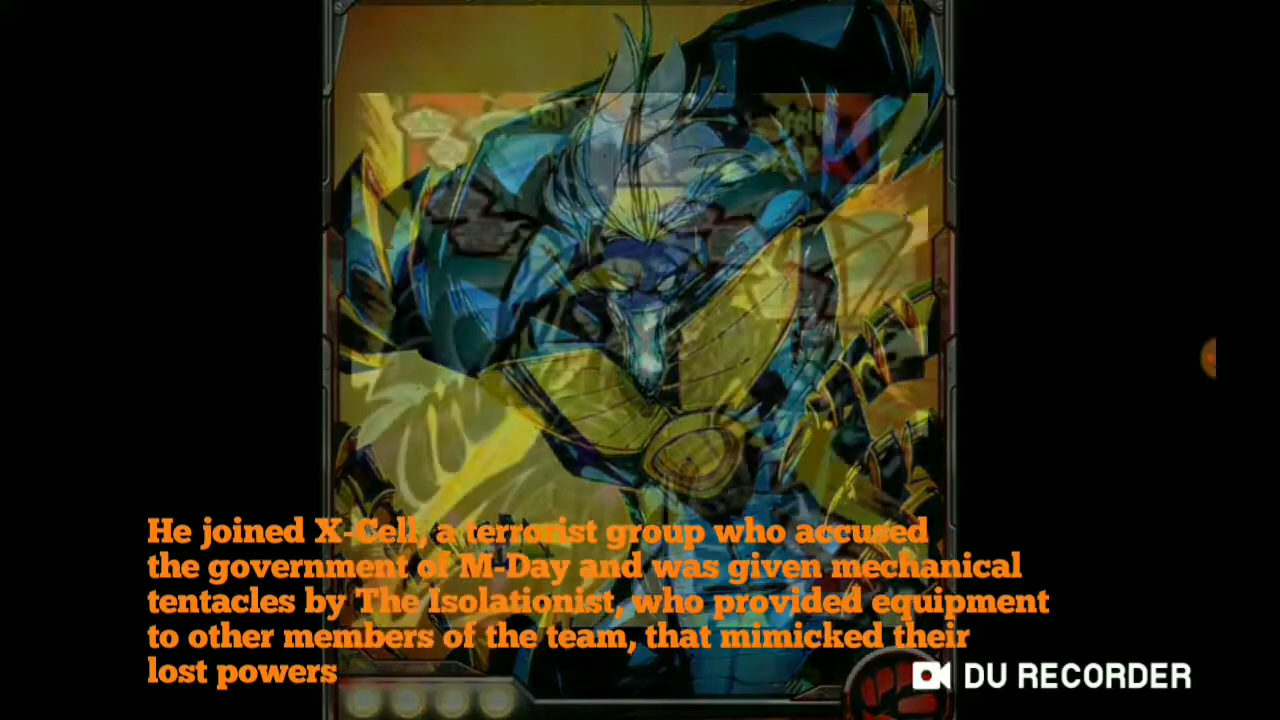 He joined X-Cell, a terrorist group who accused
the government of M-Day and was given mechanical
tentacles by The Isolationist, who provided equipment
to other members of the team, that mimicked their
lost powers
DU RECORDER